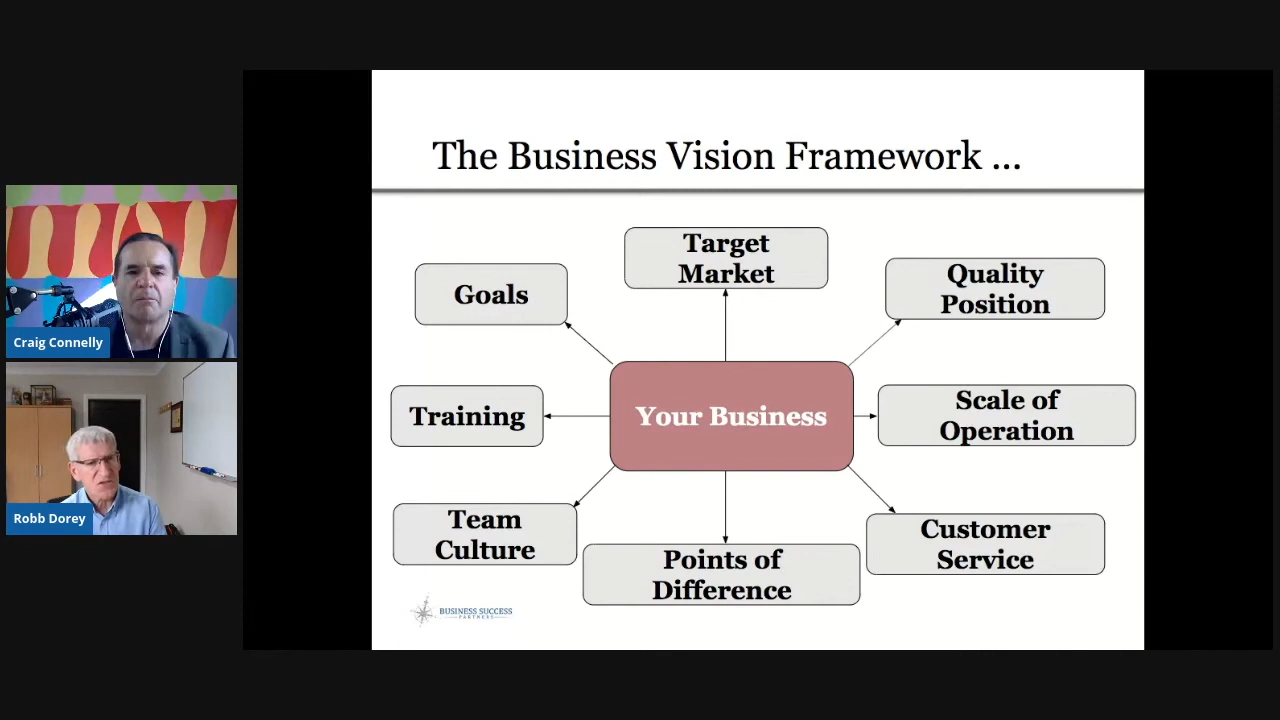 The Business Vision Framework ...
Target
Market
Goals
Quality
Position
Craig Connelly
Training
Your Business
Scale of
Operation
Robb Dorey
Team
Culture
Points of
Difference
Customer
Service
BUSINESS SUCCESS
PARTNERS